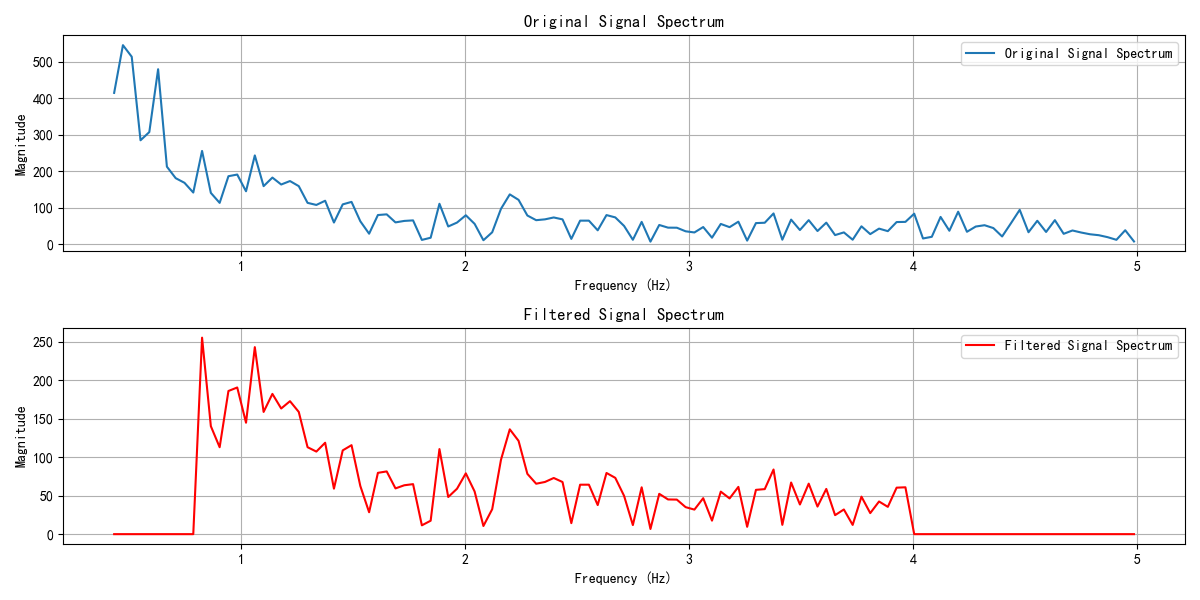 Original Signal Spectrum
Original Signal Spectrum
Magnitude
500
400
300
200
100
0
1
2
3
4
5
Frequency (Hz)
Filtered Signal Spectrum
Filtered Signal Spectrum
Magnitude
250
200
150
100
50
0
1
2
3
4
5
Frequency (Hz)